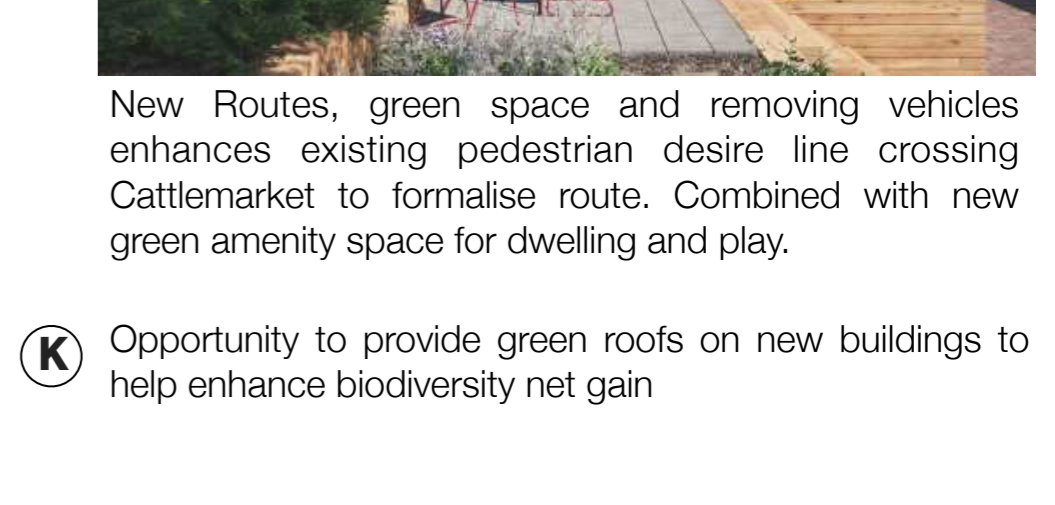 New Routes, green space and removing vehicles
enhances existing pedestrian desire line crossing
Cattlemarket to formalise route. Combined with new
green amenity space for dwelling and play.
K Opportunity to provide green roofs on new buildings to
help enhance biodiversity net gain